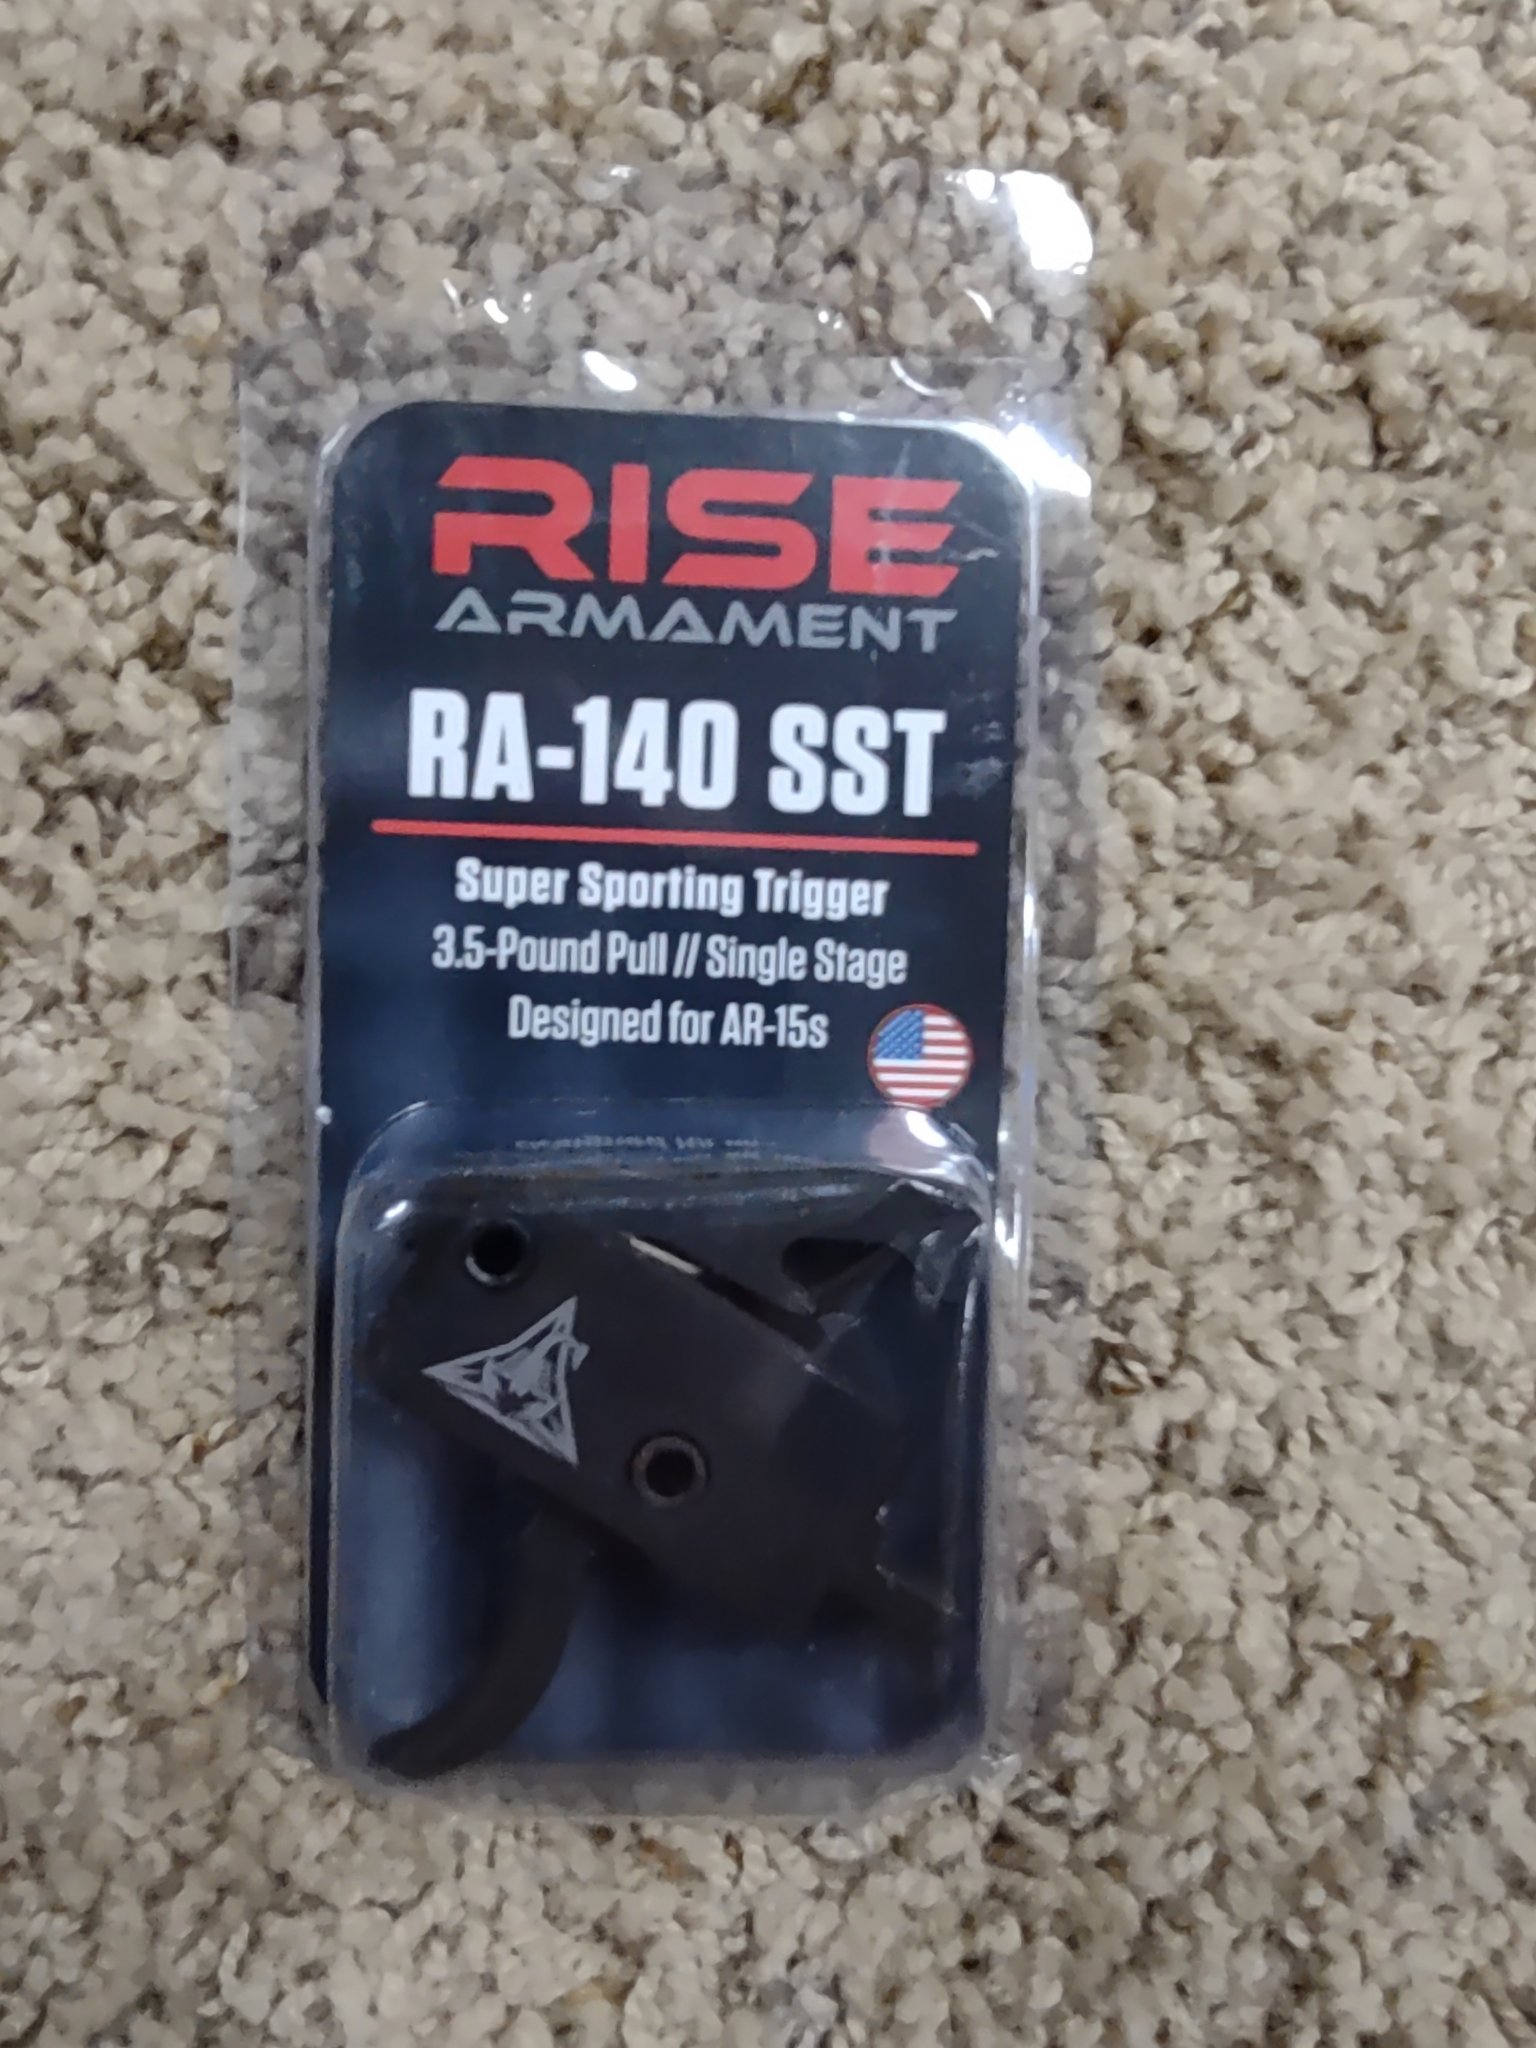 RISE
ARMAMENT
RA-140 SST
Super Sporting Trigger
3.5-Pound Pull // Single Stage
Designed for AR-15s